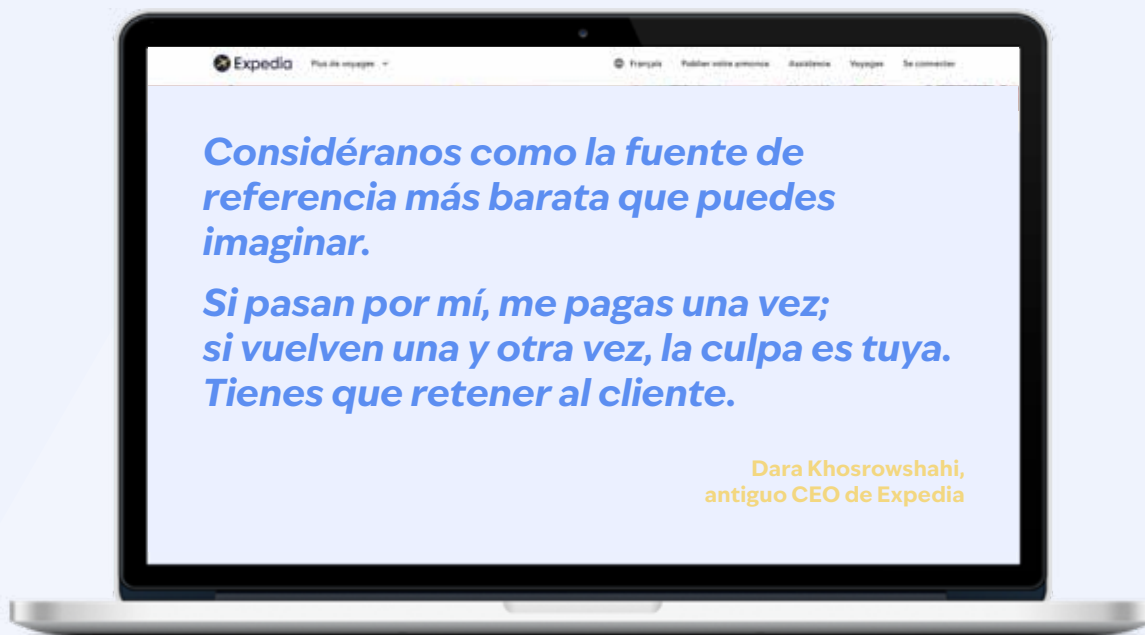 Expedia
Plus de voyages
Français Publier votre annonce Assistance Voyages Se connecter
Considéranos como la fuente de
referencia más barata que puedes
imaginar.
Si pasan por mí, me pagas una vez;
si vuelven una y otra vez, la culpa es tuya.
Tienes que retener al cliente.
Dara Khosrowshahi,
antiguo CEO de Expedia